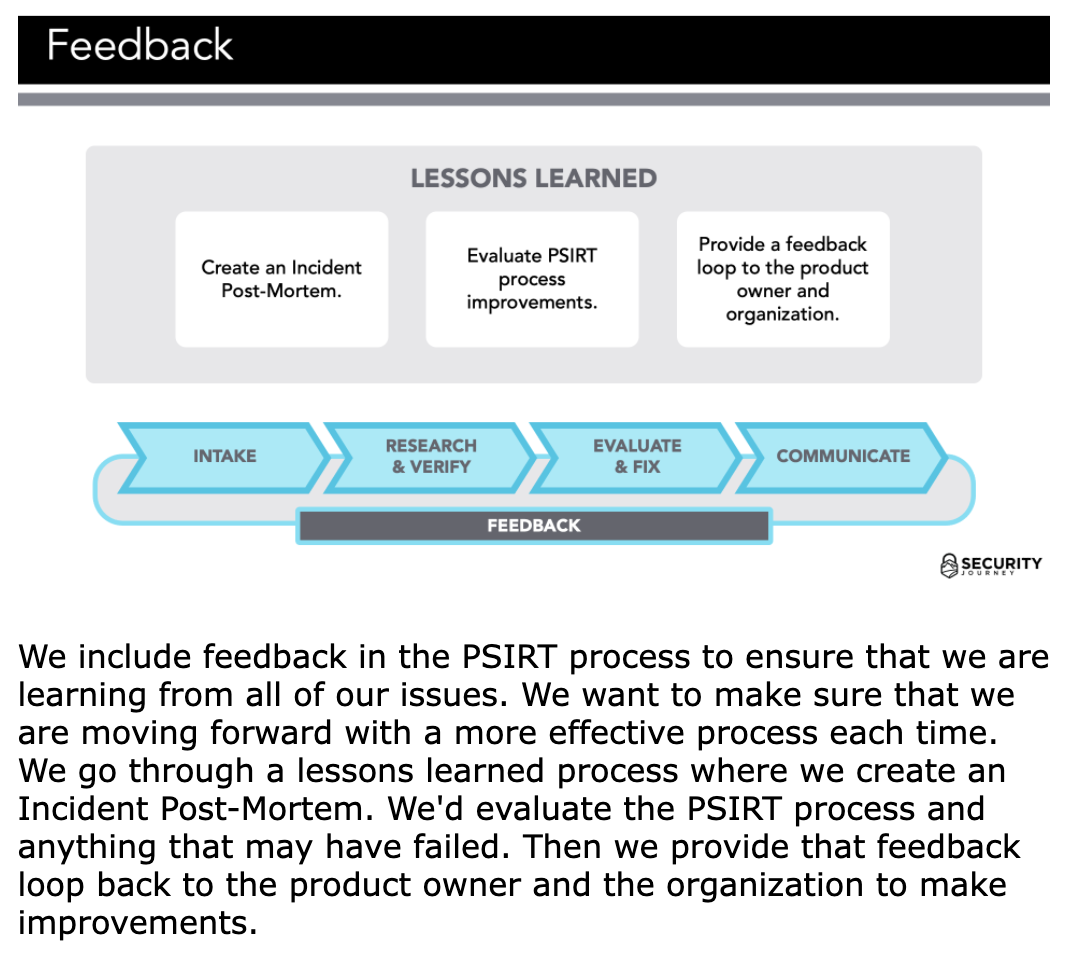 Feedback
LESSONS LEARNED
Create an Incident
Post-Mortem.
Evaluate PSIRT
process
improvements.
Provide a feedback
loop to the product
owner and
organization.
INTAKE
RESEARCH
& VERIFY
EVALUATE
& FIX
COMMUNICATE
FEEDBACK
SECURITY
JOURNEY
We include feedback in the PSIRT process to ensure that we are
learning from all of our issues. We want to make sure that we
are moving forward with a more effective process each time.
We go through a lessons learned process where we create an
Incident Post-Mortem. We'd evaluate the PSIRT process and
anything that may have failed. Then we provide that feedback
loop back to the product owner and the organization to make
improvements.